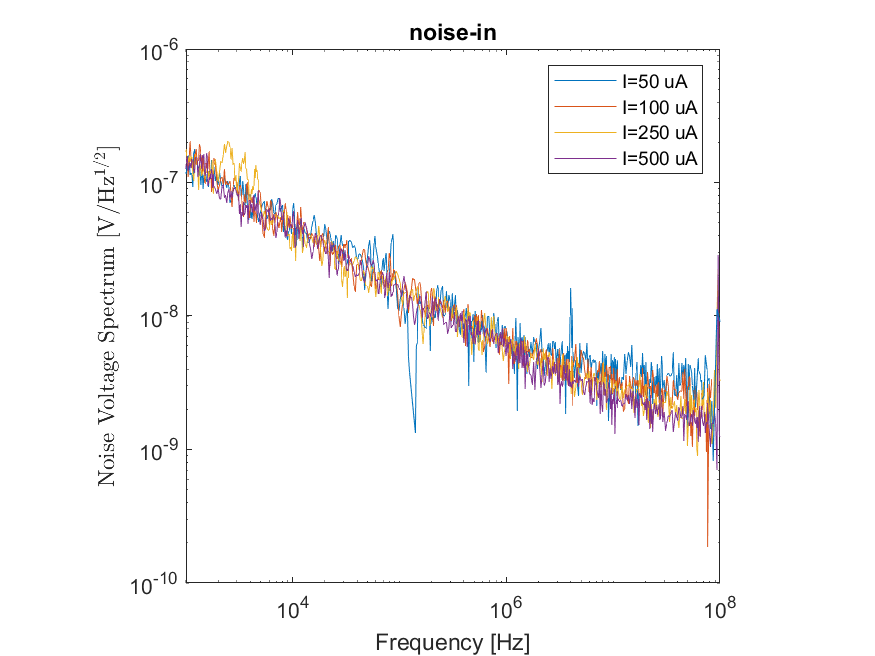 noise-in
10^-6
10^-7
10^-8
10^-9
10^-10
Noise Voltage Spectrum [V/Hz^1/2]
I=50 uA
I=100 uA
I=250 uA
I=500 uA
10^4
10^6
10^8
Frequency [Hz]